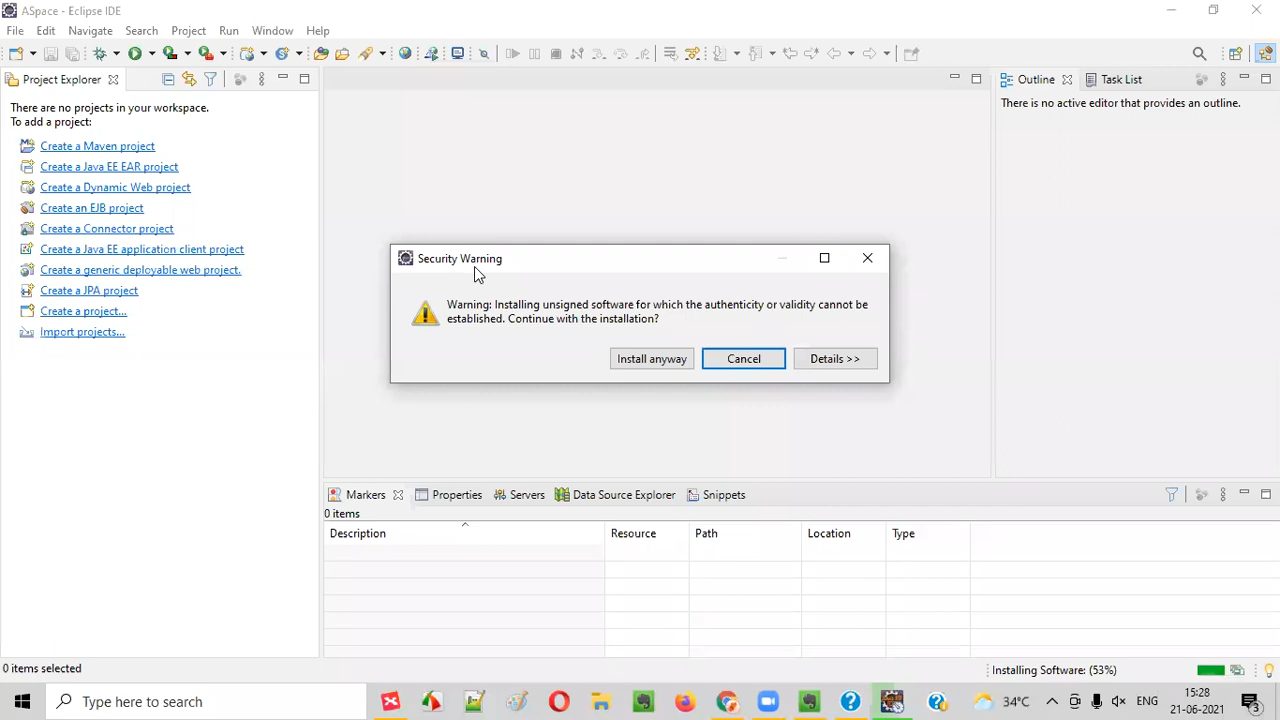 ASpace - Eclipse IDE
File Edit Navigate Search Project Run Window Help
Project Explorer
There are no projects in your workspace.
To add a project:
Create a Maven project
Create a Java EE EAR project
Create a Dynamic Web project
Create an EJB project
Create a Connector project
Create a Java EE application client project
Create a generic deployable web project.
Create a JPA project
Create a project...
Import projects...
Outline Task List
There is no active editor that provides an outline.
Security Warning
Warning: Installing unsigned software for which the authenticity or validity cannot be
established. Continue with the installation?
Install anyway Cancel Details >>
Markers Properties Servers Data Source Explorer Snippets
0 items
Description Resource Path Location Type
0 items selected
Installing Software: (53%)
Type here to search
34°C
ENG
15:28
21-06-2021
3